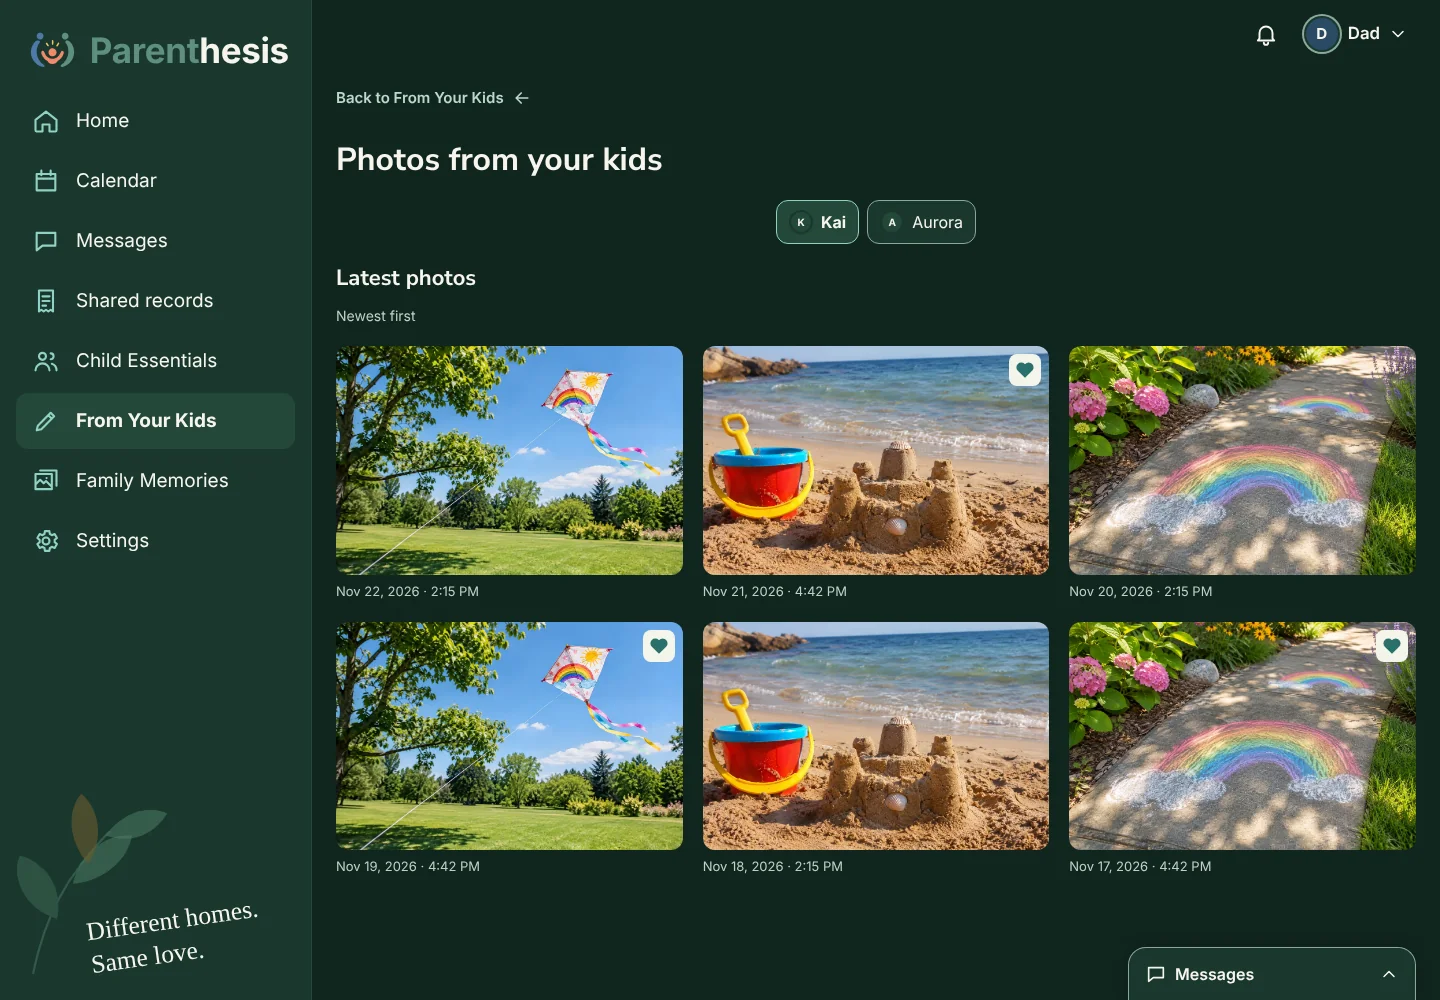 Parenthesis
Home
Calendar
Messages
Shared records
Child Essentials
From Your Kids
Family Memories
Settings
Different homes.
Same love.
D
Dad
Back to From Your Kids
Photos from your kids
K
Kai
A
Aurora
Latest photos
Newest first
Nov 22, 2026 · 2:15 PM
Nov 21, 2026 · 4:42 PM
Nov 20, 2026 · 2:15 PM
Nov 19, 2026 · 4:42 PM
Nov 18, 2026 · 2:15 PM
Nov 17, 2026 · 4:42 PM
Messages